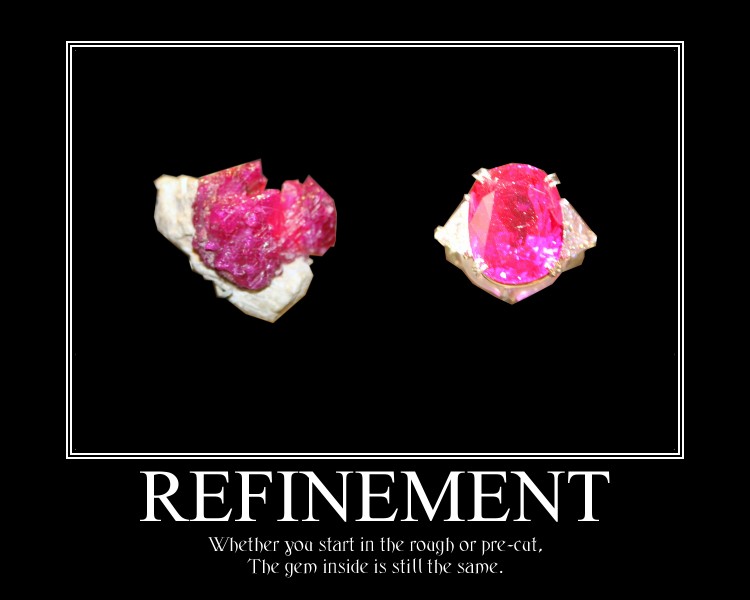 REFINEMENT
Whether you start in the rough or pre-cut,
The gem inside is still the same.